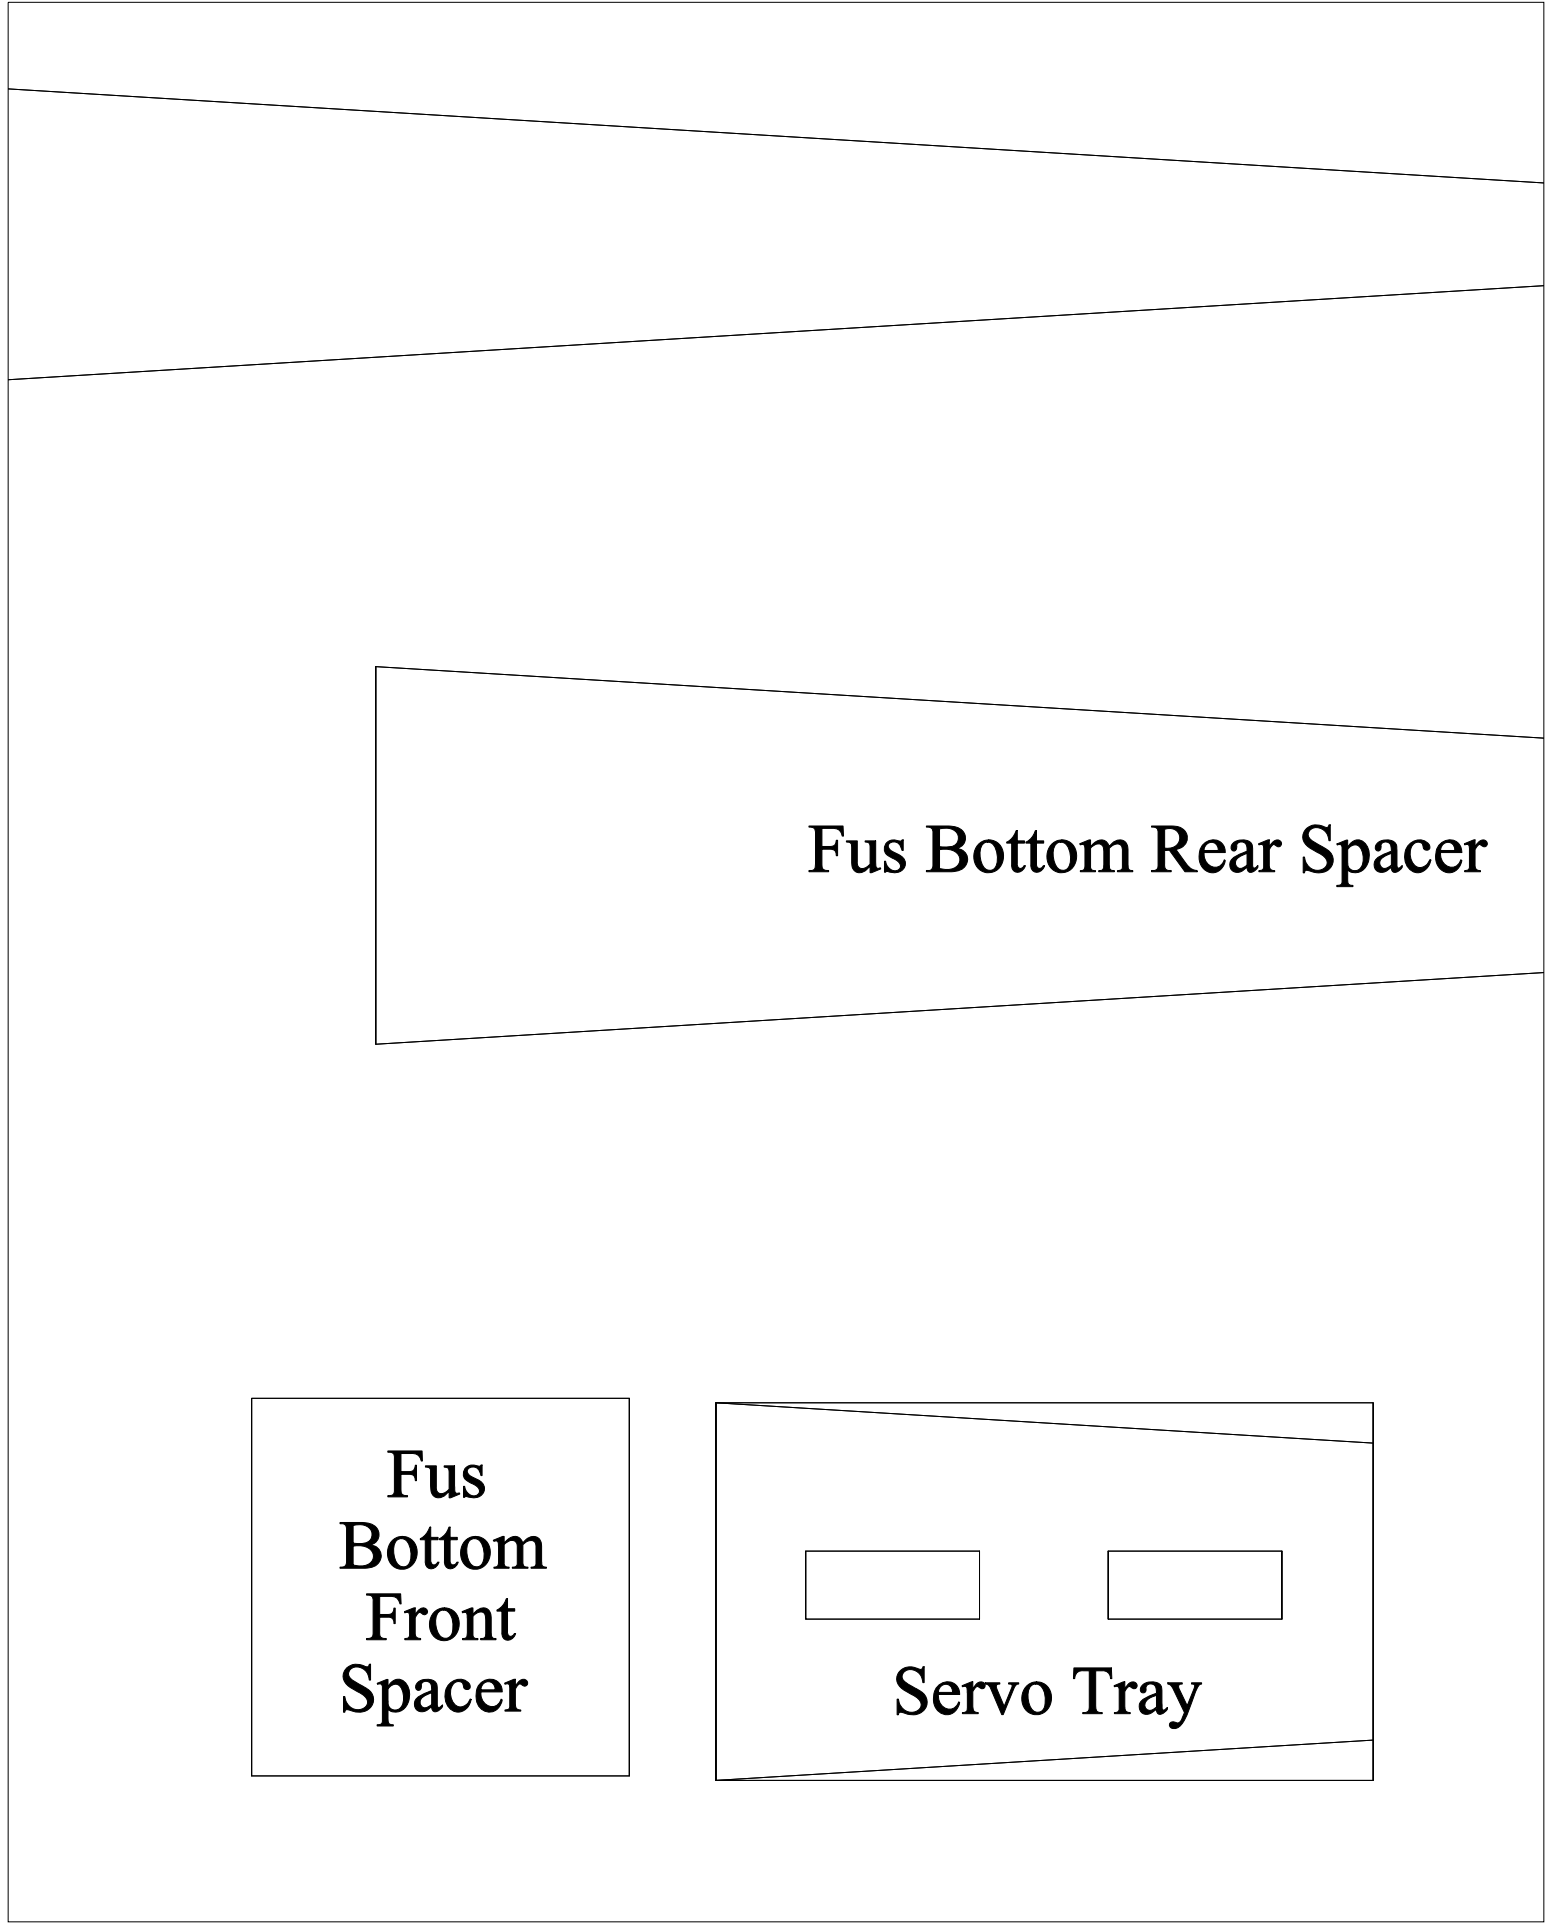 Fus Bottom Rear Spacer
Fus
Bottom
Front
Spacer
Servo Tray